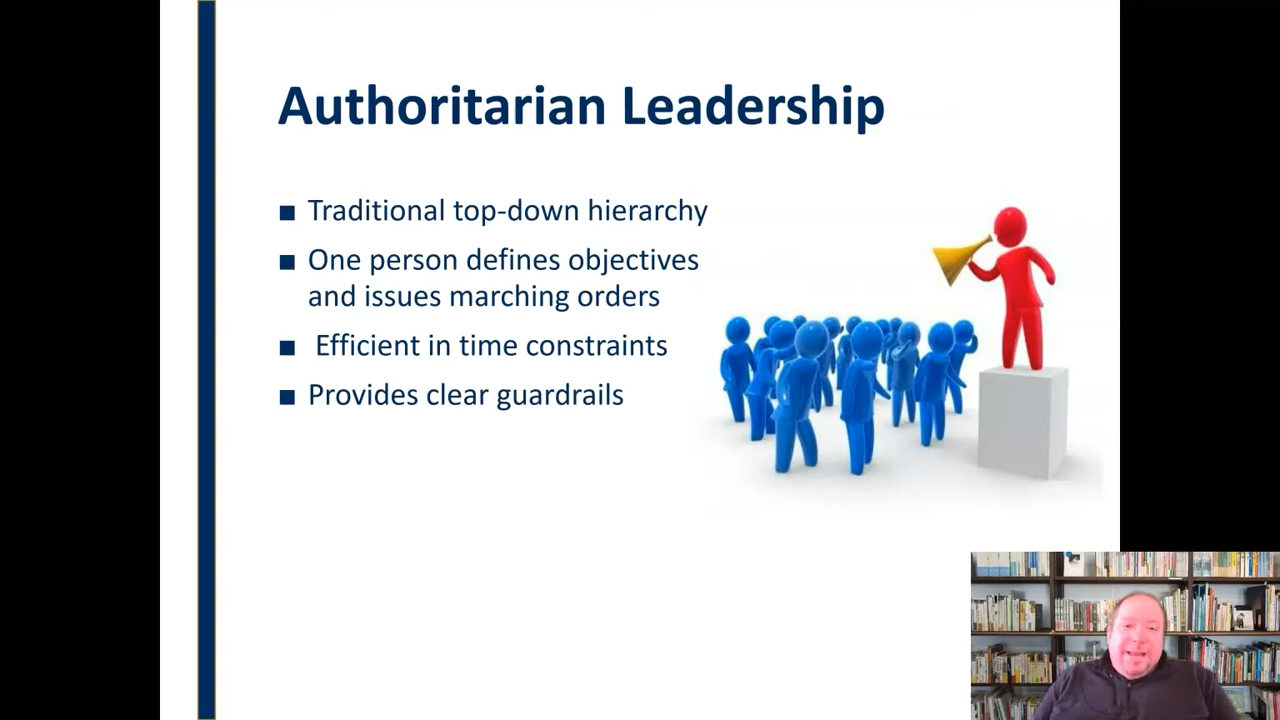 Authoritarian Leadership
■ Traditional top-down hierarchy
■ One person defines objectives
and issues marching orders
■ Efficient in time constraints
■ Provides clear guardrails